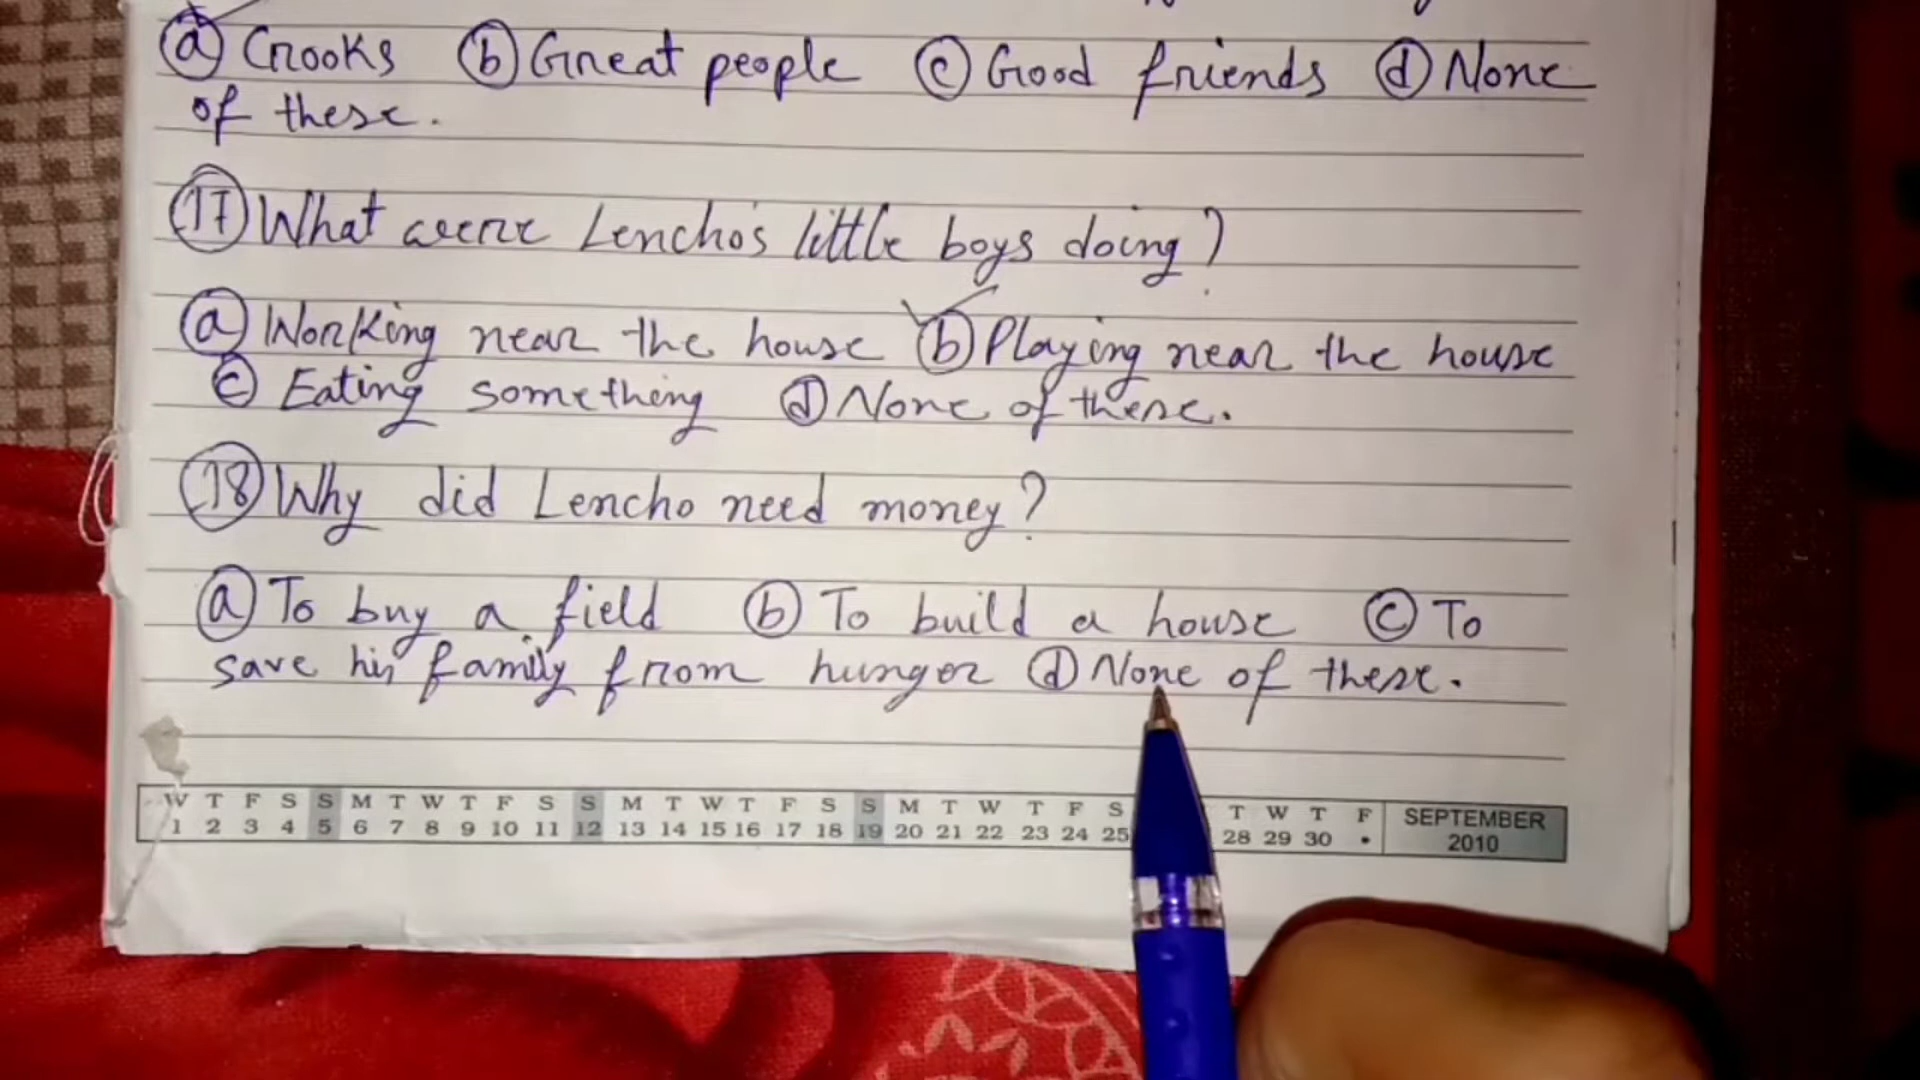 (a) Crooks (b) Great people (c) Good friends (d) None
of these.
(17) What were Lencho's little boys doing?
(a) Working near the house (b) Playing near the house
(c) Eating something (d) None of these.
(18) Why did Lencho need money?
(a) To buy a field (b) To build a house (c) To
save his family from hunger (d) None of these.
W T F S S M T W T F S S M T W T F S S M T W T F S T W T F SEPTEMBER
1 2 3 4 5 6 7 8 9 10 11 12 13 14 15 16 17 18 19 20 21 22 23 24 25 28 29 30 • 2010